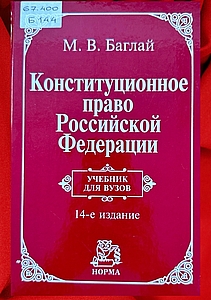 67.400
Б.144
М. В. Баглай
Конституционное
право
Российской
Федерации
УЧЕБНИК
ДЛЯ ВУЗОВ
14-е издание
НОРМА